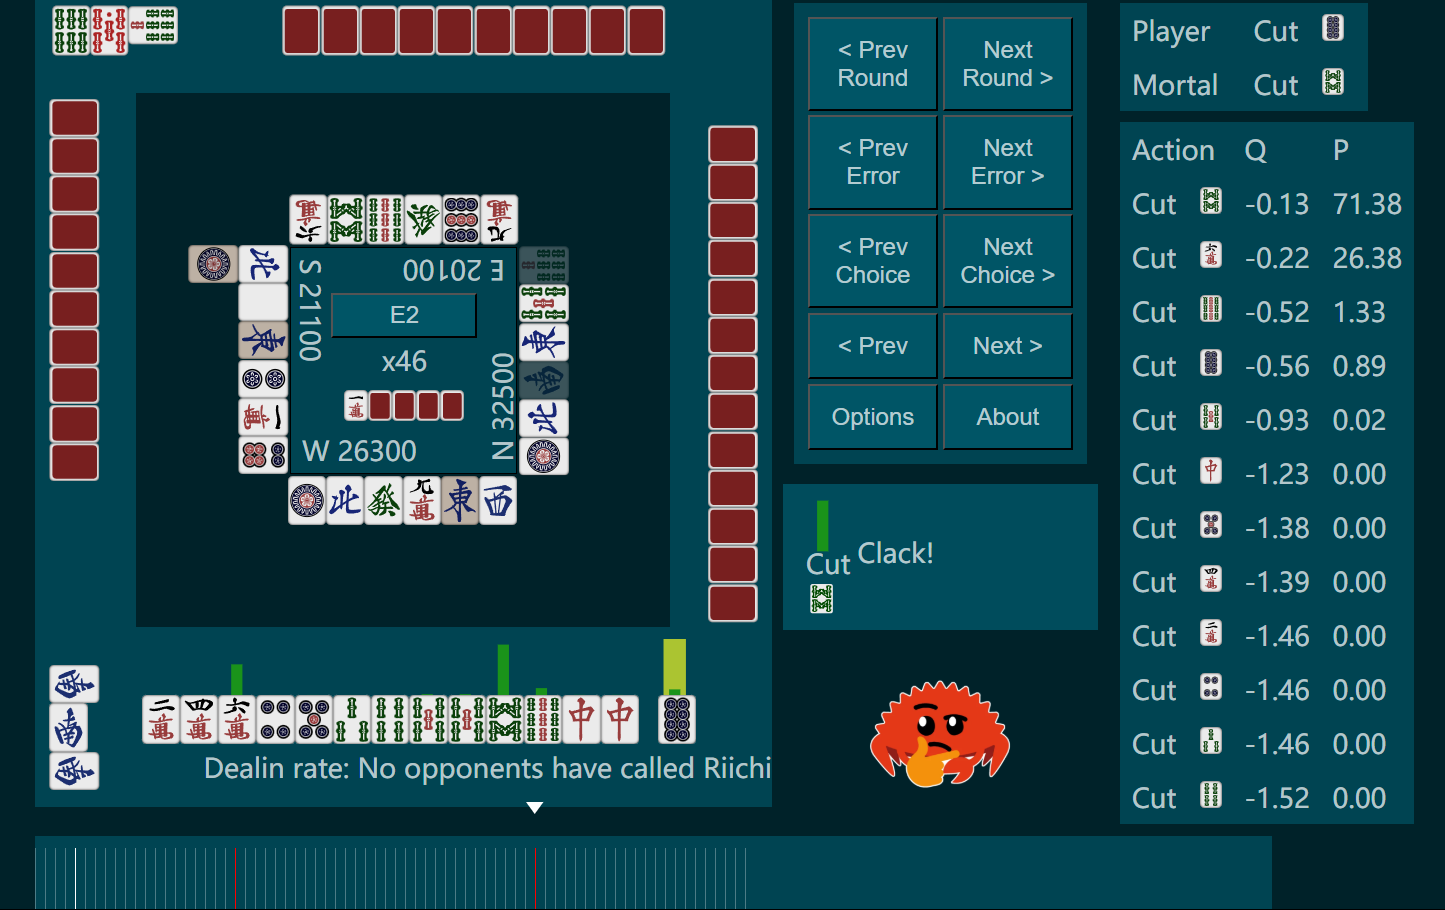 S 21100
E 20100
E2
x46
N 32500
W 26300
Dealin rate: No opponents have called Riichi
< Prev Round
Next Round >
< Prev Error
Next Error >
< Prev Choice
Next Choice >
< Prev
Next >
Options
About
Cut
Clack!
Player Cut
Mortal Cut
Action Q P
Cut -0.13 71.38
Cut -0.22 26.38
Cut -0.52 1.33
Cut -0.56 0.89
Cut -0.93 0.02
Cut -1.23 0.00
Cut -1.38 0.00
Cut -1.39 0.00
Cut -1.46 0.00
Cut -1.46 0.00
Cut -1.46 0.00
Cut -1.52 0.00